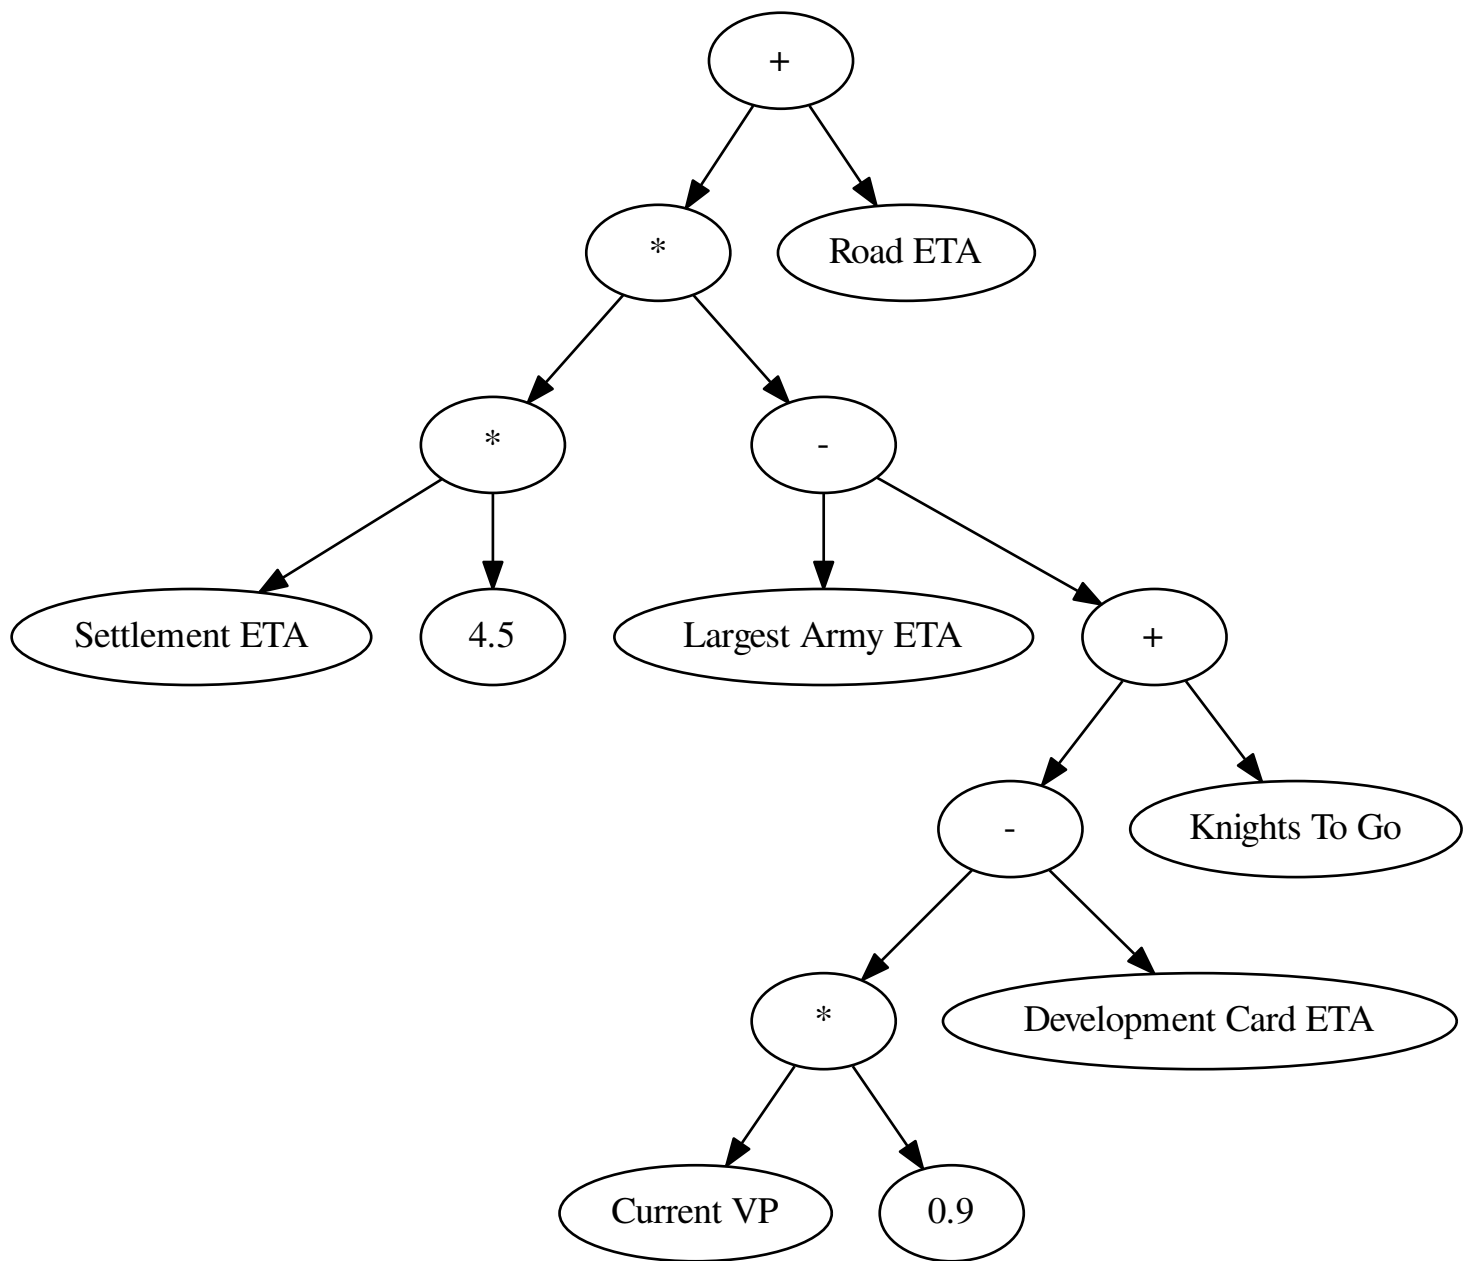 +
*
Road ETA
*
-
Settlement ETA
4.5
Largest Army ETA
+
-
Knights To Go
*
Development Card ETA
Current VP
0.9